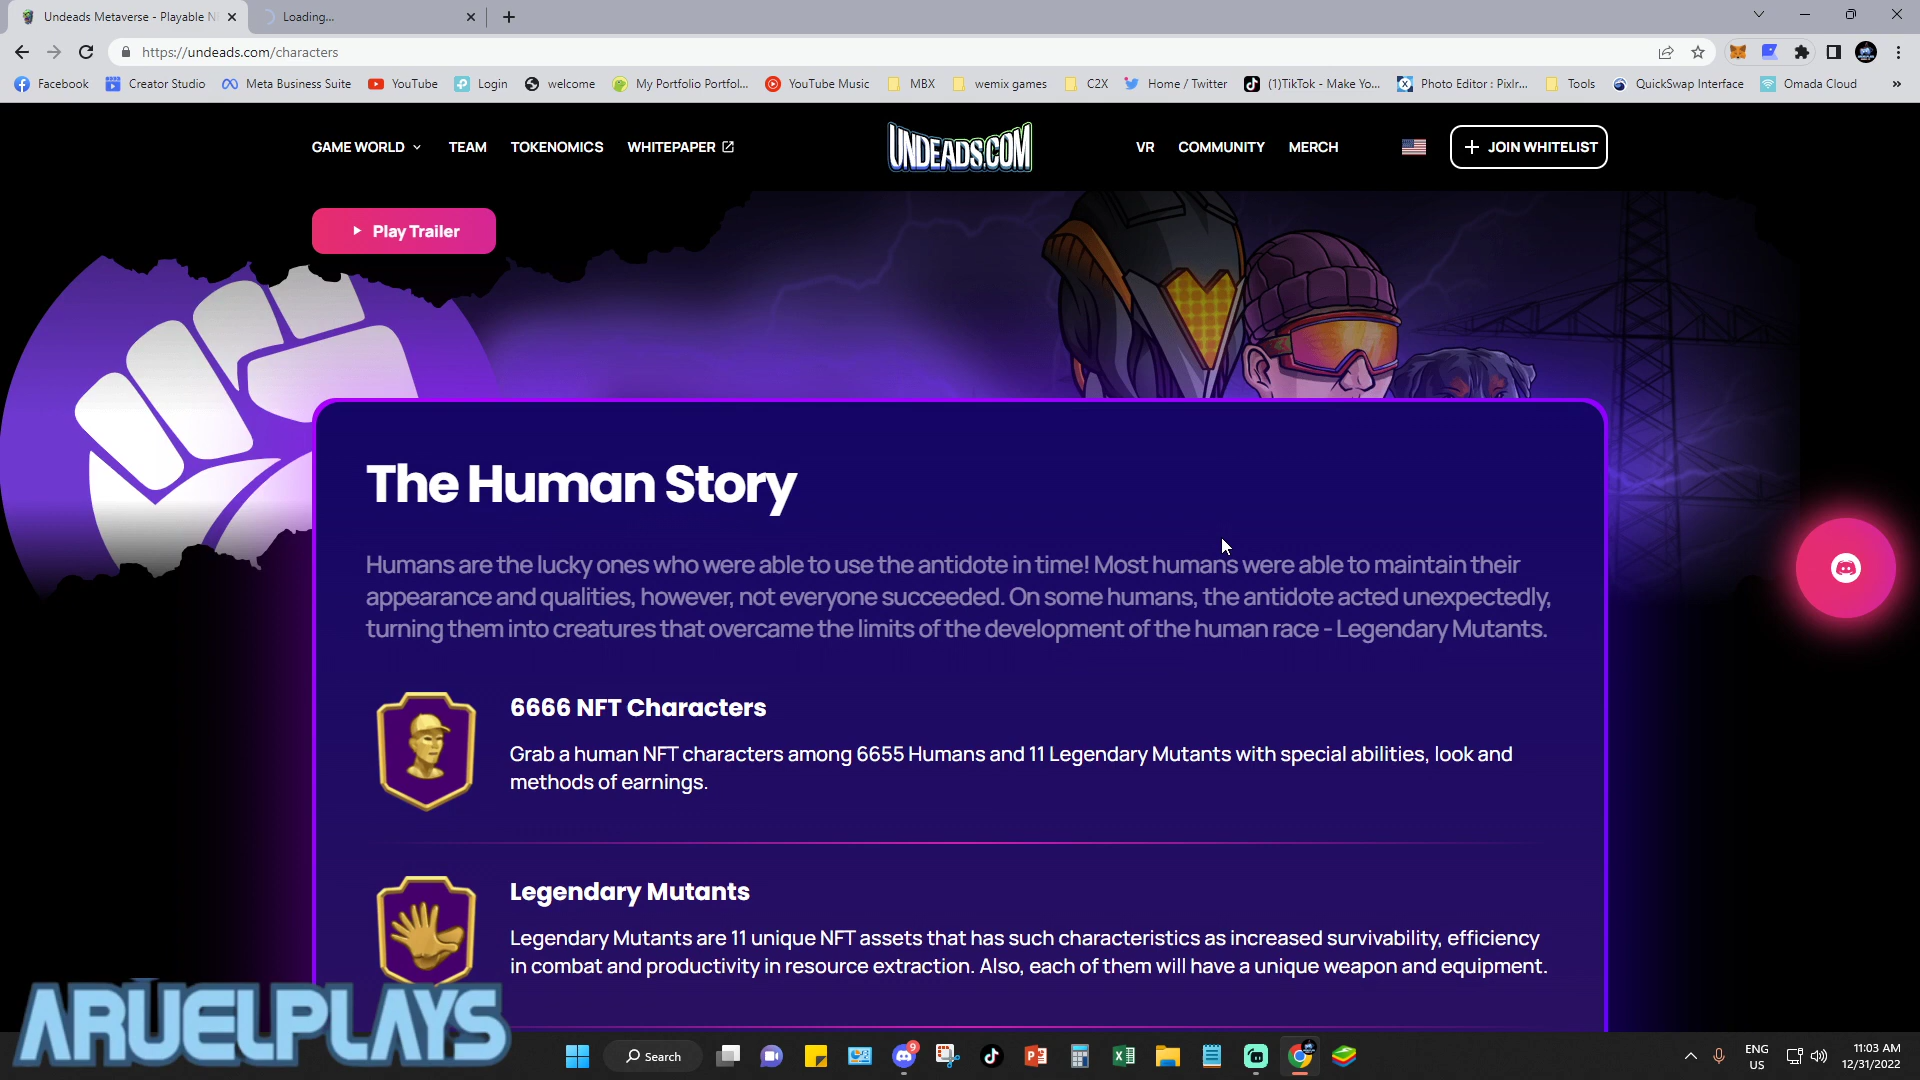 Undeads Metaverse - Playable N
Loading...
https://undeads.com/characters
Facebook
Creator Studio
Meta Business Suite
YouTube
Login
welcome
My Portfolio Portfol...
YouTube Music
MBX
wemix games
C2X
Home / Twitter
(1)TikTok - Make Yo...
Photo Editor : Pixlr...
Tools
QuickSwap Interface
Omada Cloud
GAME WORLD
TEAM
TOKENOMICS
WHITEPAPER
UNDEADS.COM
VR
COMMUNITY
MERCH
JOIN WHITELIST
Play Trailer
The Human Story
Humans are the lucky ones who were able to use the antidote in time! Most humans were able to maintain their
appearance and qualities, however, not everyone succeeded. On some humans, the antidote acted unexpectedly,
turning them into creatures that overcame the limits of the development of the human race - Legendary Mutants.
6666 NFT Characters
Grab a human NFT characters among 6655 Humans and 11 Legendary Mutants with special abilities, look and
methods of earnings.
Legendary Mutants
Legendary Mutants are 11 unique NFT assets that has such characteristics as increased survivability, efficiency
in combat and productivity in resource extraction. Also, each of them will have a unique weapon and equipment.
ARUELPLAYS
Search
9
ENG
US
11:03 AM
12/31/2022